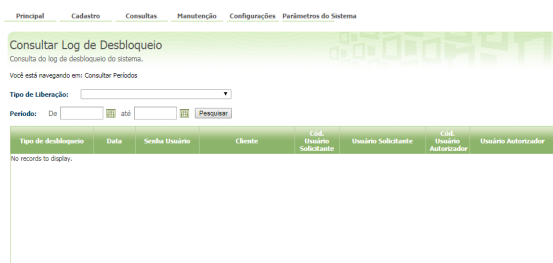 Principal Cadastro Consultas Manutenção Configurações Parâmetros do Sistema
Consultar Log de Desbloqueio
Consulta do log de desbloqueio do sistema.
Você está navegando em: Consultar Períodos
Tipo de Liberação:
Período: De até Pesquisar
Tipo de desbloqueio Data Senha Usuário Cliente Cód. Usuário Solicitante Usuário Solicitante Cód. Usuário Autorizador Usuário Autorizador
No records to display.